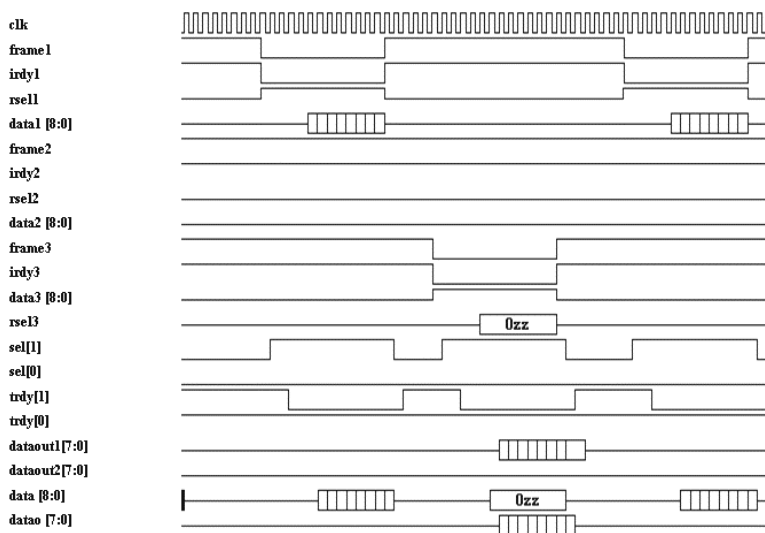 clk
frame1
irdy1
rsel1
data1 [8:0]
frame2
irdy2
rsel2
data2 [8:0]
frame3
irdy3
data3 [8:0]
rsel3 0zz
sel[1]
sel[0]
trdy[1]
trdy[0]
dataout1[7:0]
dataout2[7:0]
data [8:0] 0zz
datao [7:0]